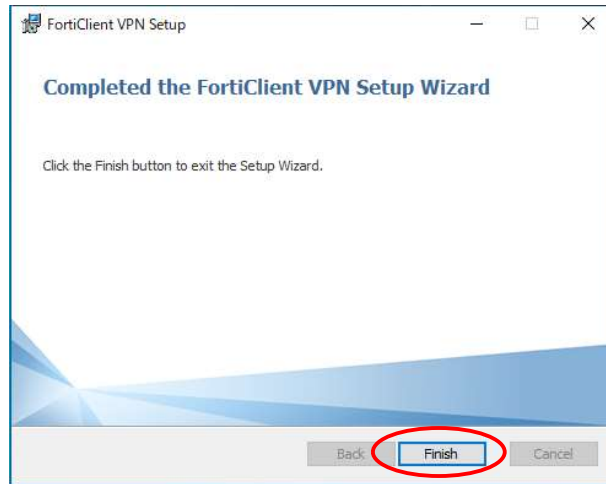 FortiClient VPN Setup
Completed the FortiClient VPN Setup Wizard
Click the Finish button to exit the Setup Wizard.
Back Finish Cancel